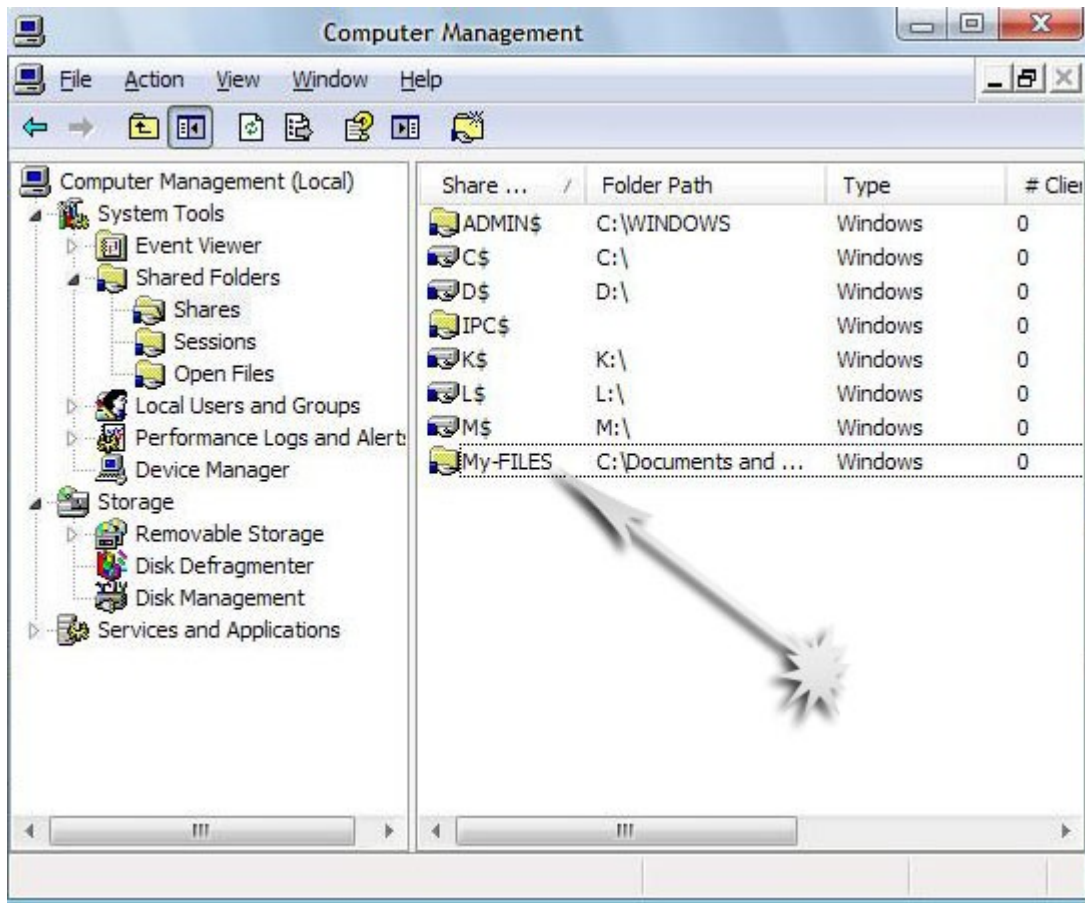 Computer Management
File Action View Window Help
Computer Management (Local)
System Tools
Event Viewer
Shared Folders
Shares
Sessions
Open Files
Local Users and Groups
Performance Logs and Alert
Device Manager
Storage
Removable Storage
Disk Defragmenter
Disk Management
Services and Applications
Share ... Folder Path Type # Clie
ADMIN$ C:\WINDOWS Windows 0
C$ C:\ Windows 0
D$ D:\ Windows 0
IPC$ Windows 0
K$ K:\ Windows 0
L$ L:\ Windows 0
M$ M:\ Windows 0
My-FILES C:\Documents and ... Windows 0